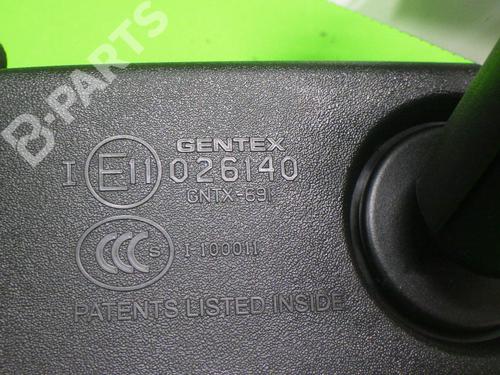 B-PARTS
GENTEX
I E11 026140
GNTX-691
CCC S I 100011
PATENTS LISTED INSIDE